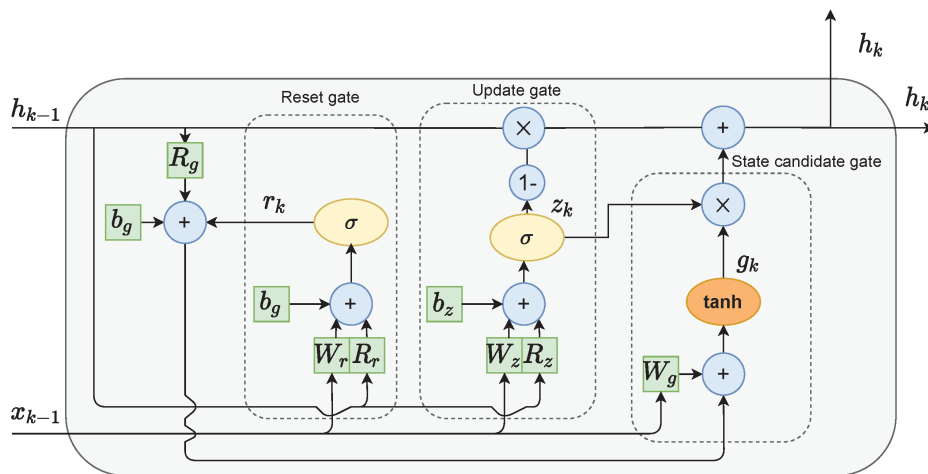 h_k
h_{k-1}
Reset gate
Update gate
h_k
×
+
R_g
State candidate gate
1-
b_g
+
r_k
σ
z_k
σ
×
g_k
b_g
+
b_z
+
tanh
W_r R_r
W_z R_z
W_g
+
x_{k-1}